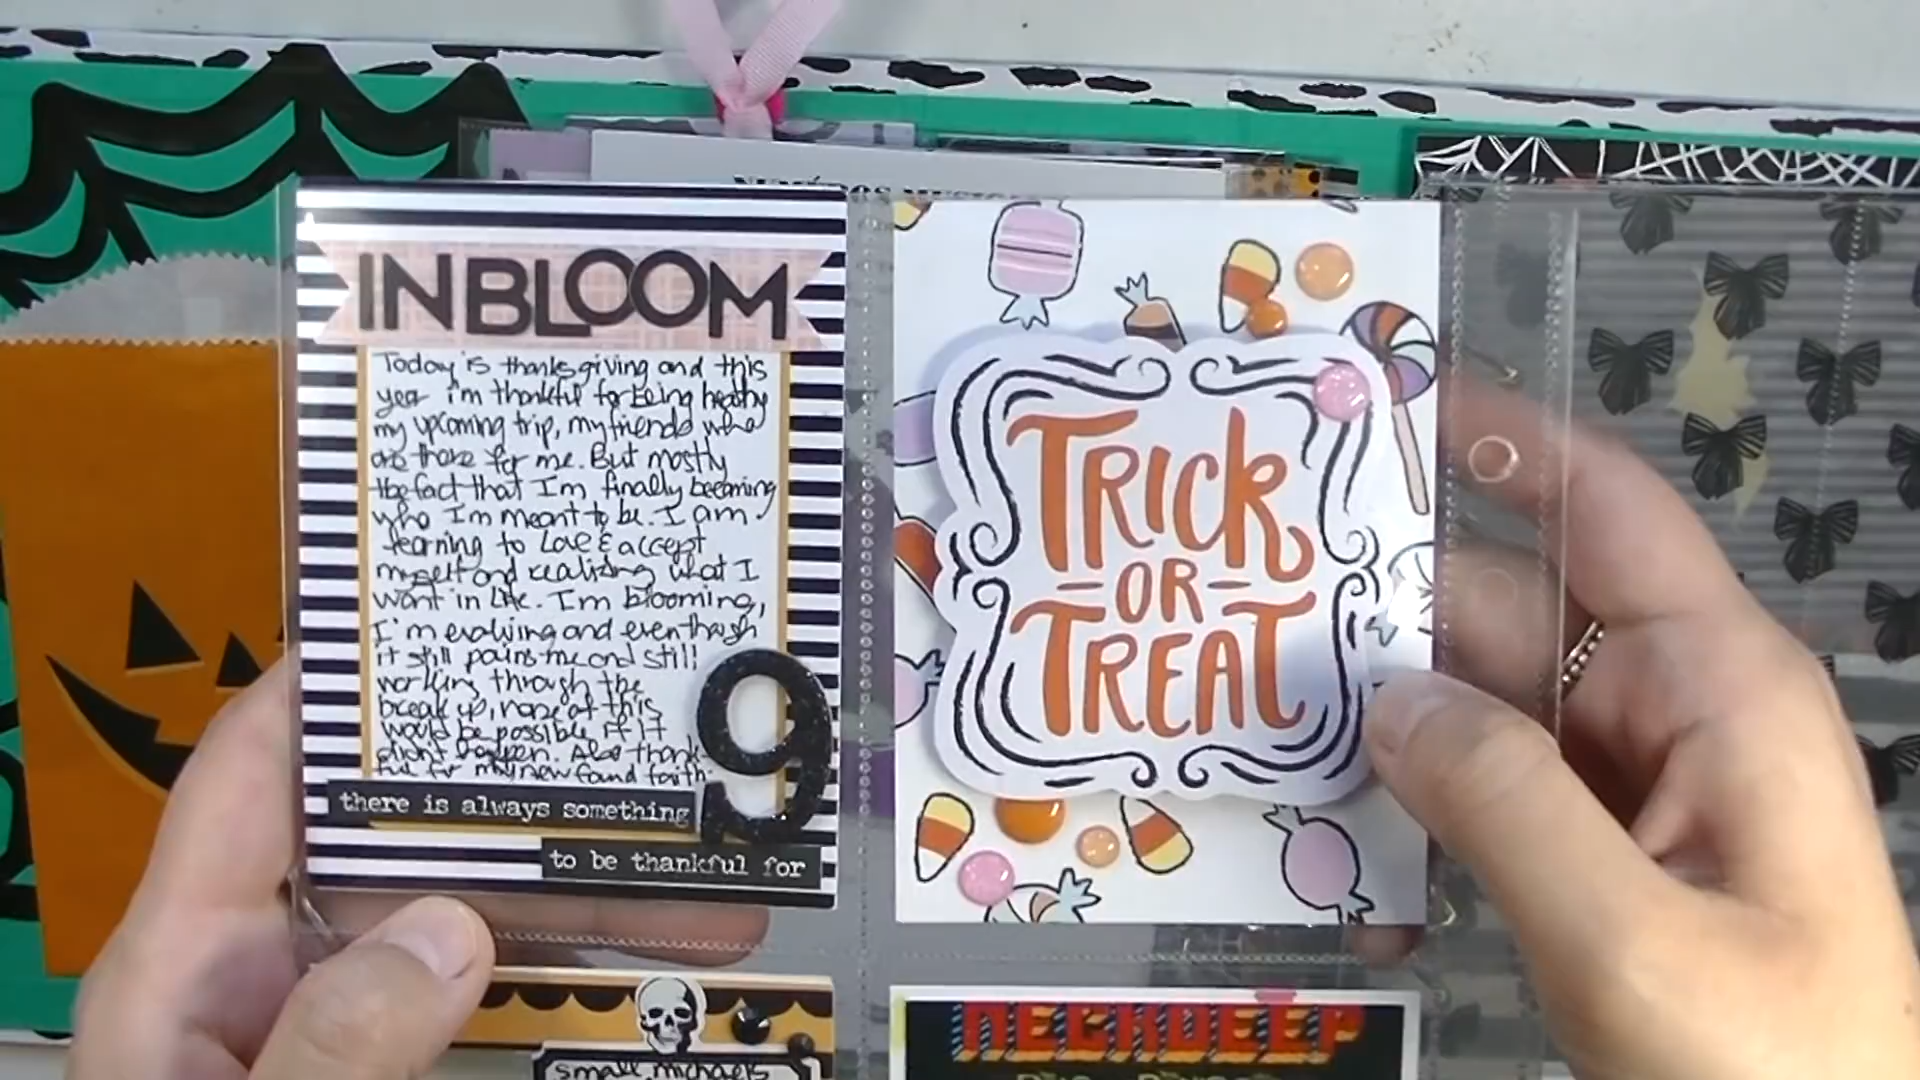 IN BLOOM
Today is thanksgiving and this
year i'm thankful for being healthy
my upcoming trip, my friends who
are there for me. But mostly
the fact that I'm finally becoming
who I'm meant to be. I am
learning to Love & accept
myself and realizing what I
want in life. I'm blooming,
I'm evolving and even though
it still pains me and still
working through the
break up, none of this
would be possible if it
didn't happen. Also thank-
ful for my new found faith.
9
there is always something
to be thankful for
TRICK
-OR-
TREAT
small michaels
NECKDEEP